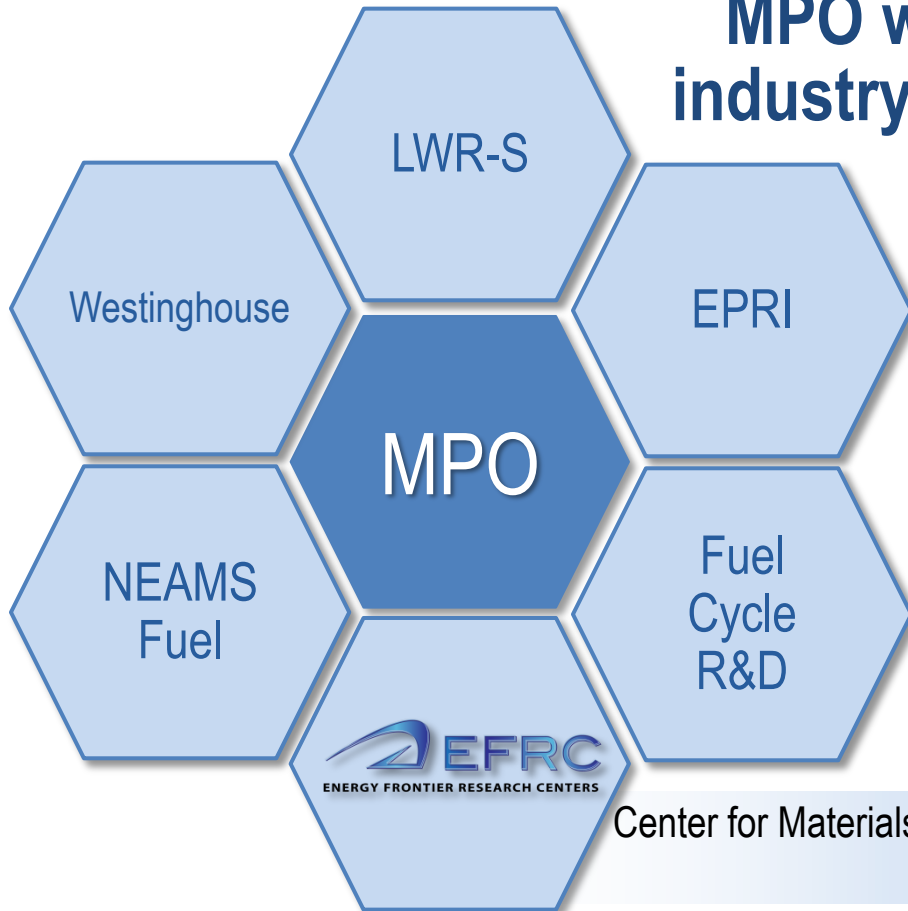 MPO w
industry
LWR-S
Westinghouse
EPRI
MPO
NEAMS
Fuel
Fuel
Cycle
R&D
EFRC
ENERGY FRONTIER RESEARCH CENTERS
Center for Materials